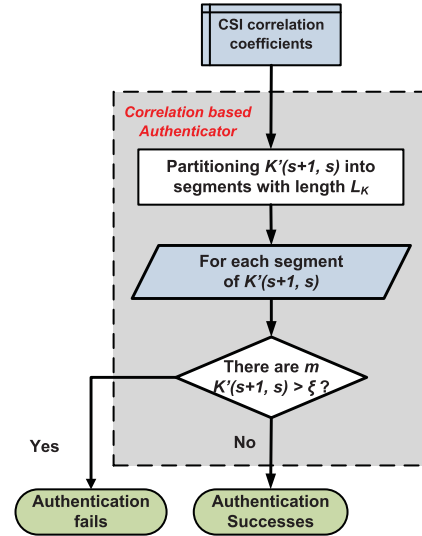 CSI correlation
coefficients
Correlation based
Authenticator
Partitioning K'(s+1, s) into
segments with length L_K
For each segment
of K'(s+1, s)
There are m
K'(s+1, s) > ξ ?
Yes
No
Authentication
fails
Authentication
Successes